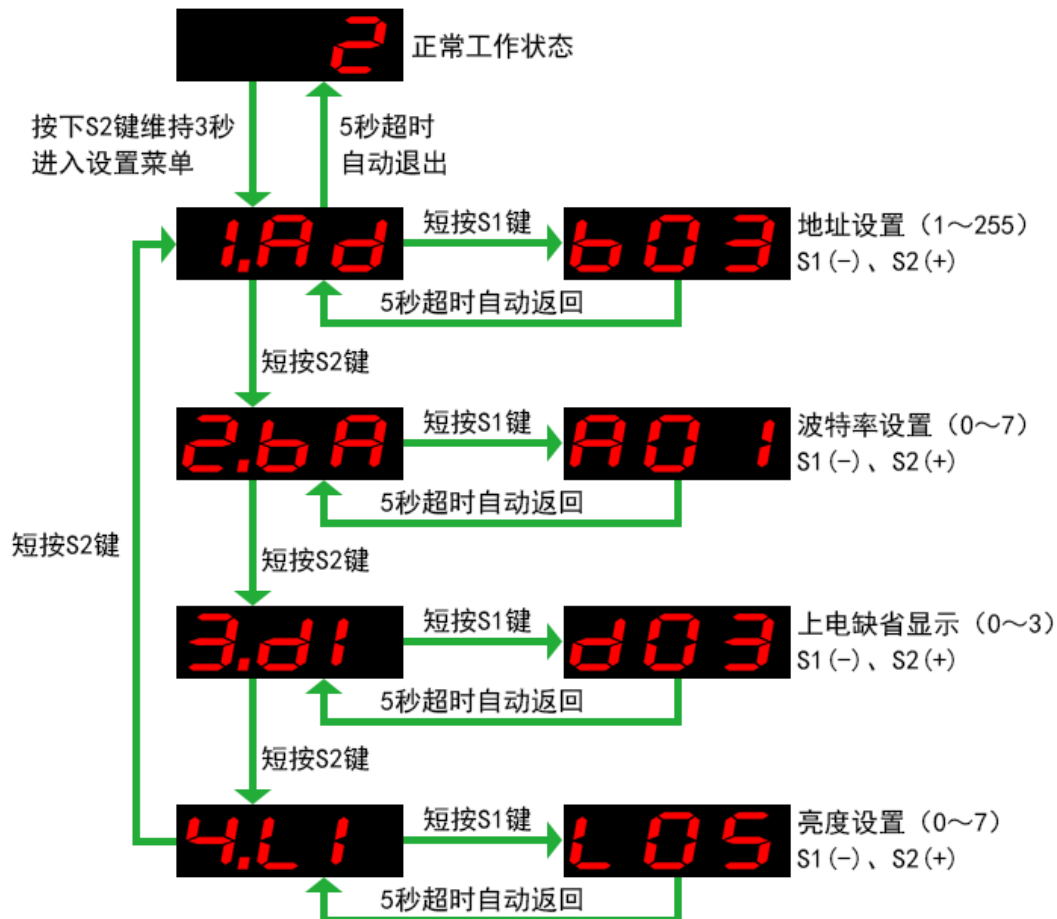 2
正常工作状态
按下S2键维持3秒
进入设置菜单
5秒超时
自动退出
1.Ad
短按S1键
b03
地址设置（1～255）
S1(-)、S2(+)
5秒超时自动返回
短按S2键
2.bA
短按S1键
A01
波特率设置（0～7）
S1(-)、S2(+)
5秒超时自动返回
短按S2键
短按S2键
3.dI
短按S1键
d03
上电缺省显示（0～3）
S1(-)、S2(+)
5秒超时自动返回
短按S2键
4.LI
短按S1键
L05
亮度设置（0～7）
S1(-)、S2(+)
5秒超时自动返回